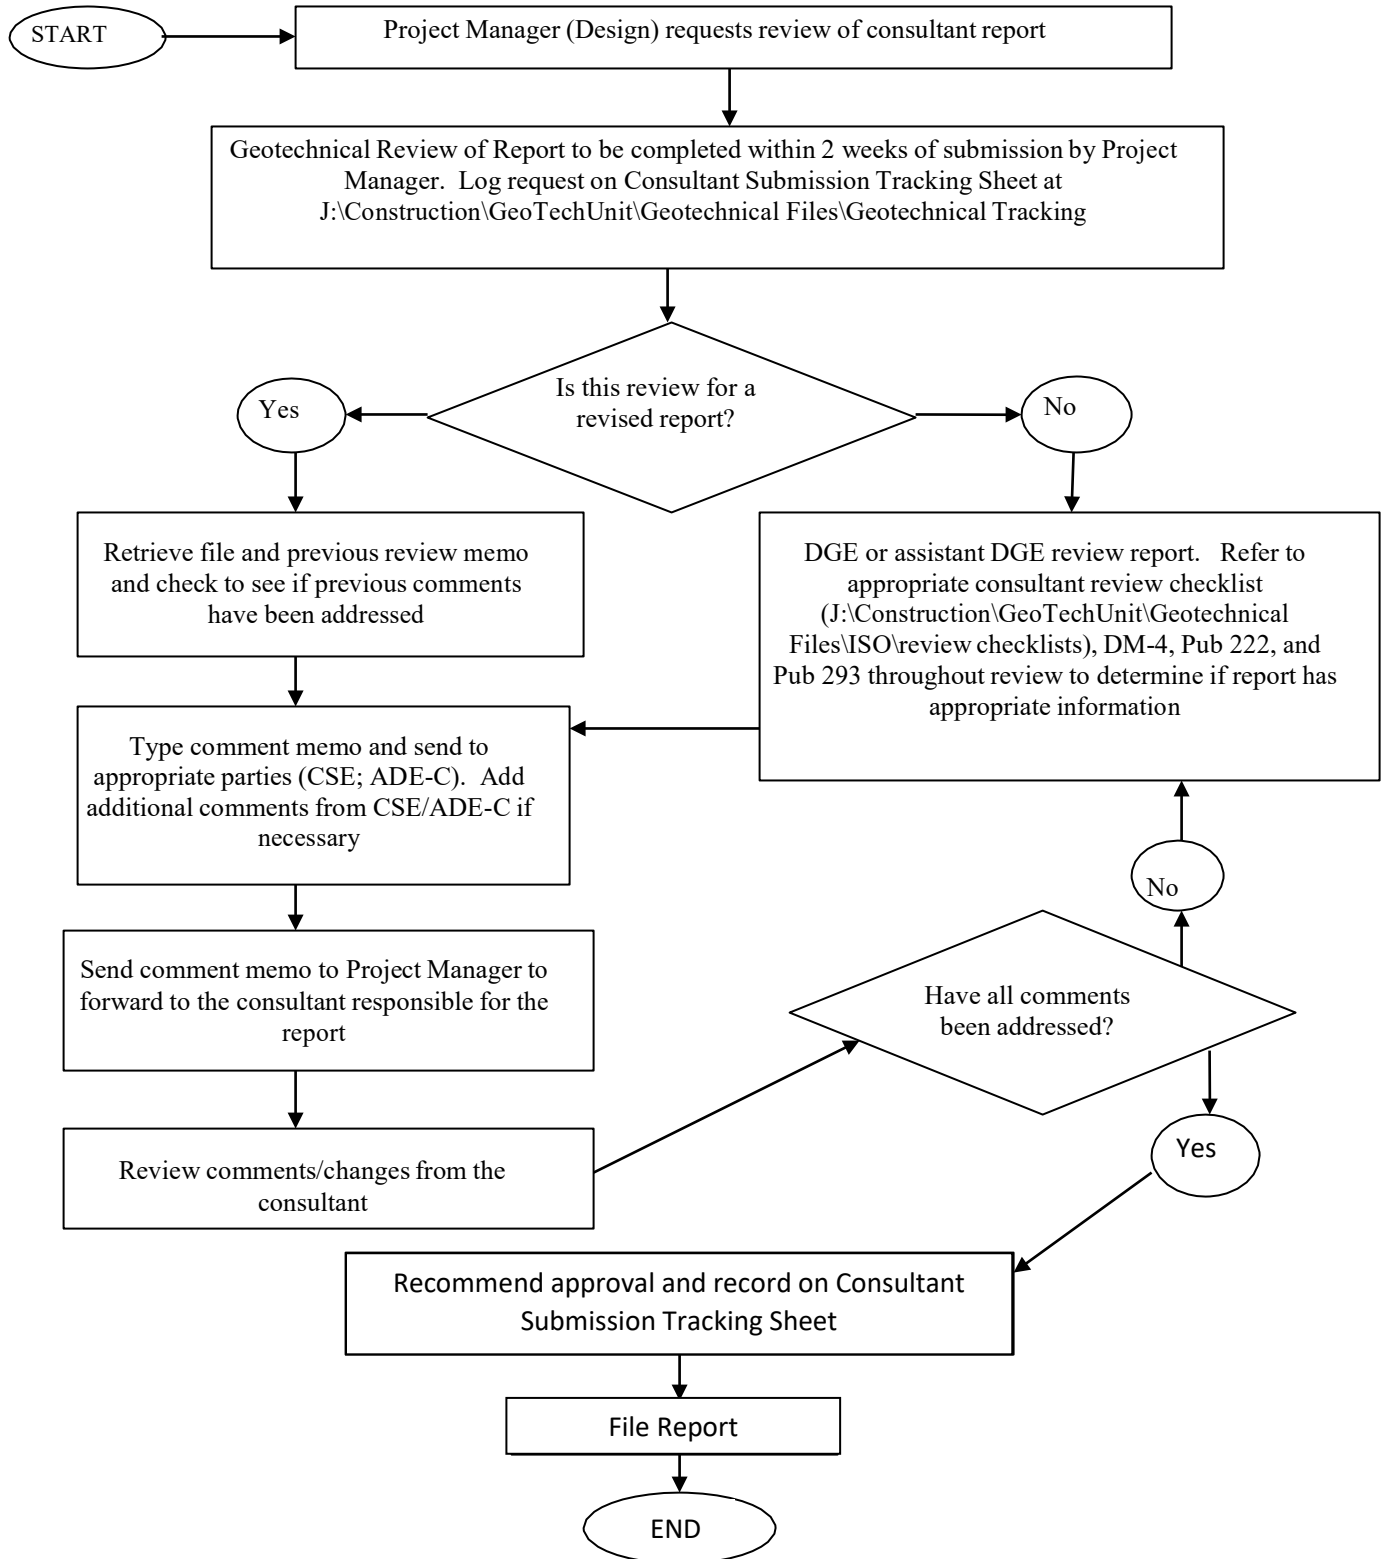 START
Project Manager (Design) requests review of consultant report
Geotechnical Review of Report to be completed within 2 weeks of submission by Project
Manager. Log request on Consultant Submission Tracking Sheet at
J:\Construction\GeoTechUnit\Geotechnical Files\Geotechnical Tracking
Is this review for a
revised report?
Yes
No
Retrieve file and previous review memo
and check to see if previous comments
have been addressed
DGE or assistant DGE review report. Refer to
appropriate consultant review checklist
(J:\Construction\GeoTechUnit\Geotechnical
Files\ISO\review checklists), DM-4, Pub 222, and
Pub 293 throughout review to determine if report has
appropriate information
Type comment memo and send to
appropriate parties (CSE; ADE-C). Add
additional comments from CSE/ADE-C if
necessary
No
Send comment memo to Project Manager to
forward to the consultant responsible for the
report
Have all comments
been addressed?
Review comments/changes from the
consultant
Yes
Recommend approval and record on Consultant
Submission Tracking Sheet
File Report
END